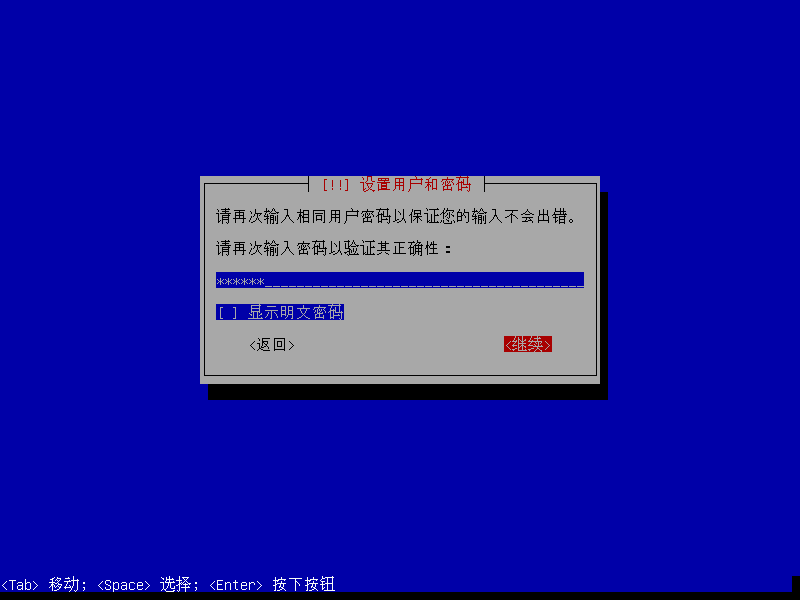 [!!] 设置用户和密码
请再次输入相同用户密码以保证您的输入不会出错。
请再次输入密码以验证其正确性：
******
[ ] 显示明文密码
<返回> <继续>
<Tab> 移动; <Space> 选择; <Enter> 按下按钮